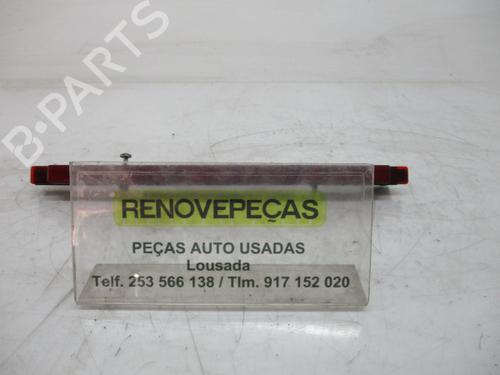 B-PARTS
RENOVEPEÇAS
PEÇAS AUTO USADAS
Lousada
Telf. 253 566 138 / Tlm. 917 152 020